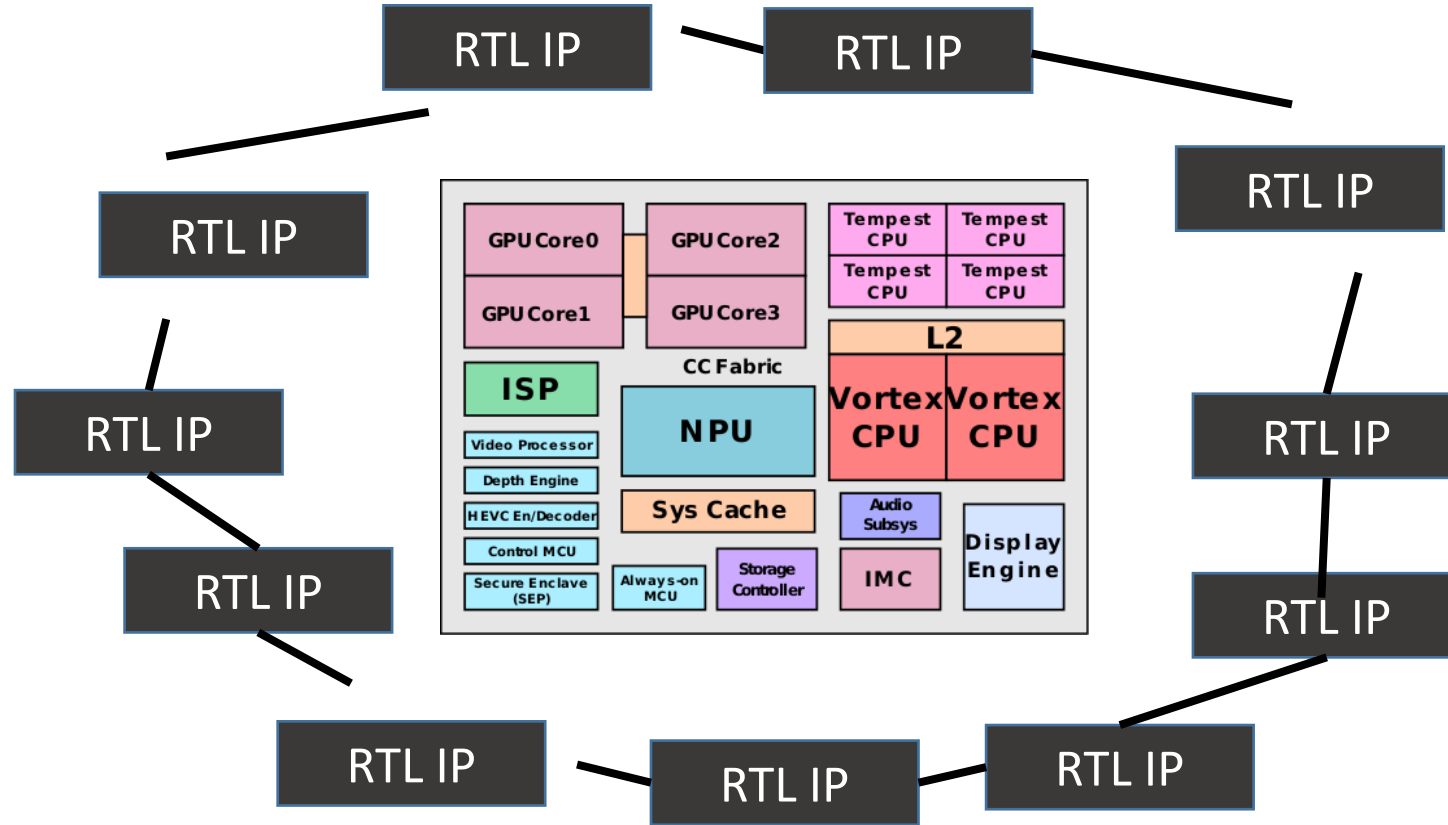 RTL IP
RTL IP
RTL IP
RTL IP
GPU Core0
GPU Core2
Tempest
CPU
Tempest
CPU
GPU Core1
GPU Core3
Tempest
CPU
Tempest
CPU
L2
CC Fabric
ISP
NPU
Vortex
CPU
Vortex
CPU
Video Processor
Depth Engine
HEVC En/Decoder
Control MCU
Secure Enclave
(SEP)
Sys Cache
Always-on
MCU
Storage
Controller
Audio
Subsys
IMC
Display
Engine
RTL IP
RTL IP
RTL IP
RTL IP
RTL IP
RTL IP
RTL IP